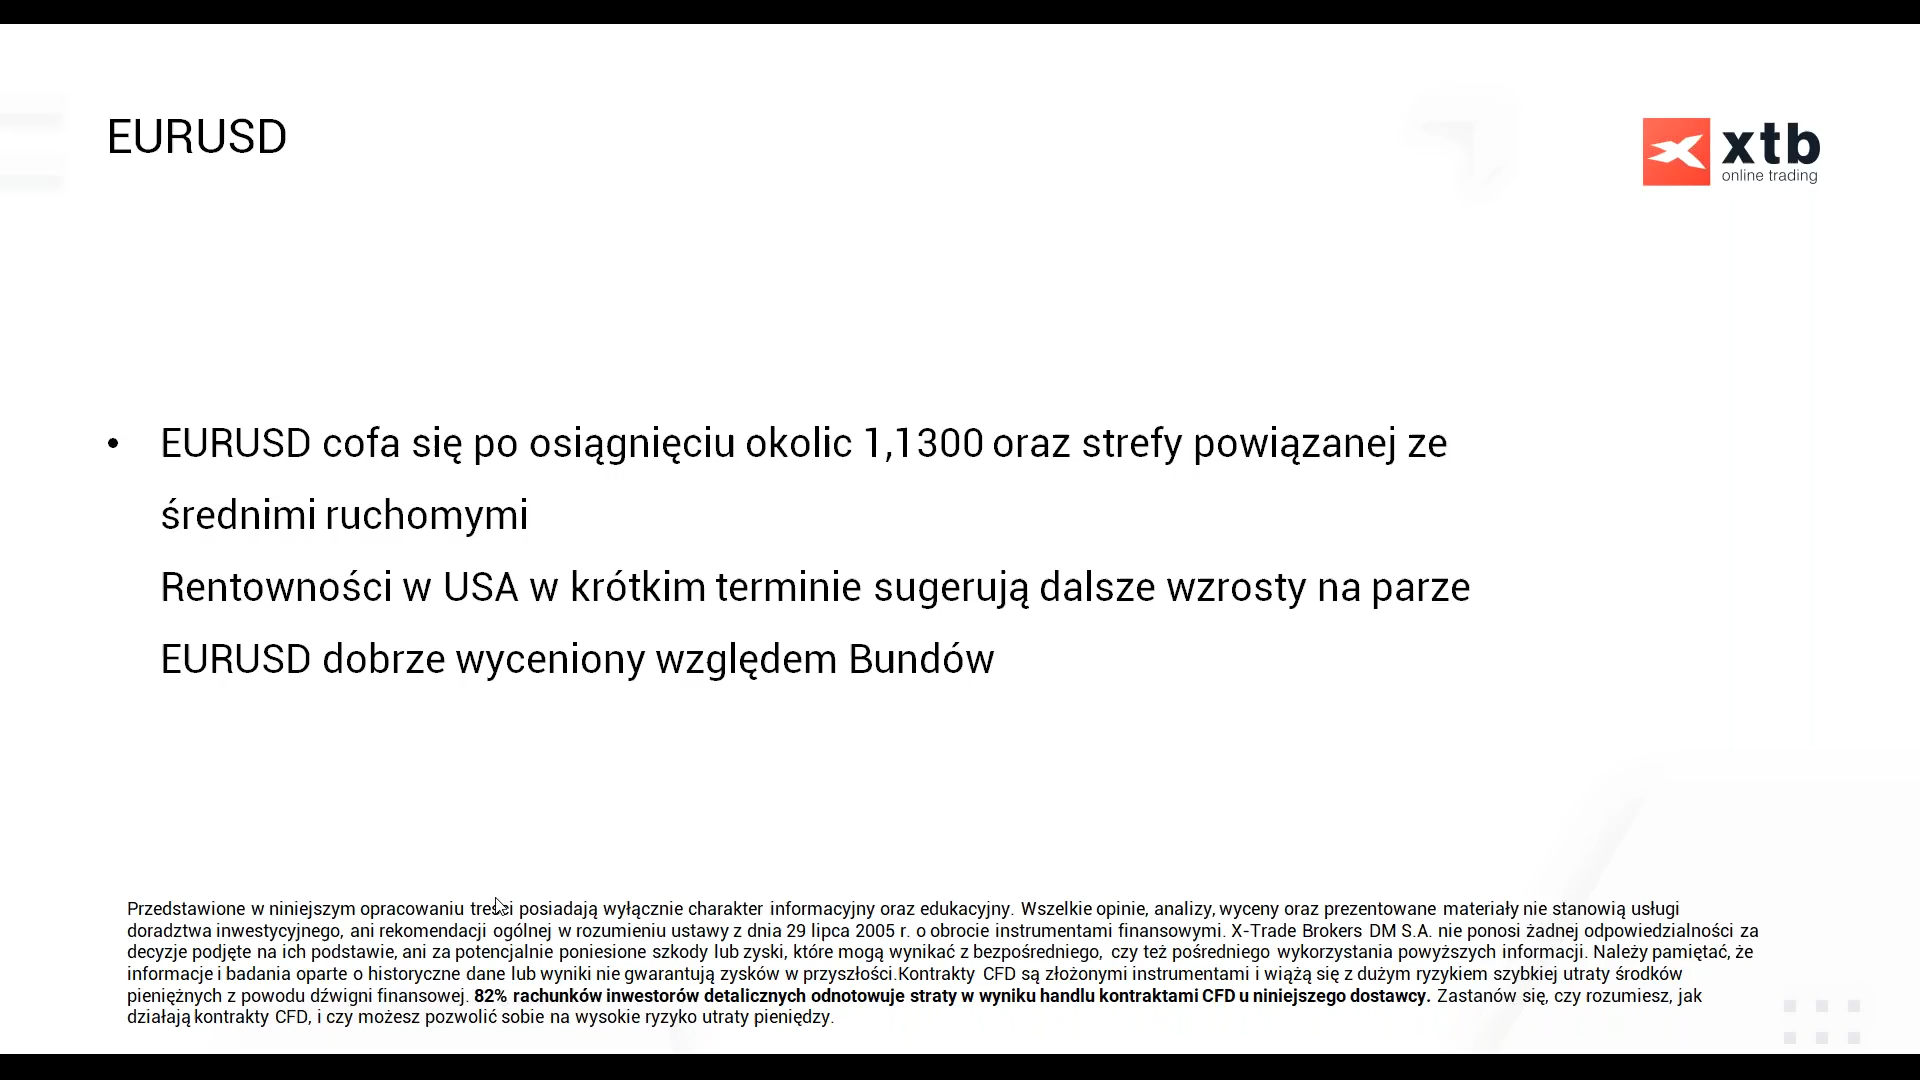 EURUSD
xtb
online trading
• EURUSD cofa się po osiągnięciu okolic 1,1300 oraz strefy powiązanej ze
średnimi ruchomymi
Rentowności w USA w krótkim terminie sugerują dalsze wzrosty na parze
EURUSD dobrze wyceniony względem Bundów
Przedstawione w niniejszym opracowaniu treści posiadają wyłącznie charakter informacyjny oraz edukacyjny. Wszelkie opinie, analizy, wyceny oraz prezentowane materiały nie stanowią usługi
doradztwa inwestycyjnego, ani rekomendacji ogólnej w rozumieniu ustawy z dnia 29 lipca 2005 r. o obrocie instrumentami finansowymi. X-Trade Brokers DM S.A. nie ponosi żadnej odpowiedzialności za
decyzje podjęte na ich podstawie, ani za potencjalnie poniesione szkody lub zyski, które mogą wynikać z bezpośredniego, czy też pośredniego wykorzystania powyższych informacji. Należy pamiętać, że
informacje i badania oparte o historyczne dane lub wyniki nie gwarantują zysków w przyszłości.Kontrakty CFD są złożonymi instrumentami i wiążą się z dużym ryzykiem szybkiej utraty środków
pieniężnych z powodu dźwigni finansowej. 82% rachunków inwestorów detalicznych odnotowuje straty w wyniku handlu kontraktami CFD u niniejszego dostawcy. Zastanów się, czy rozumiesz, jak
działają kontrakty CFD, i czy możesz pozwolić sobie na wysokie ryzyko utraty pieniędzy.